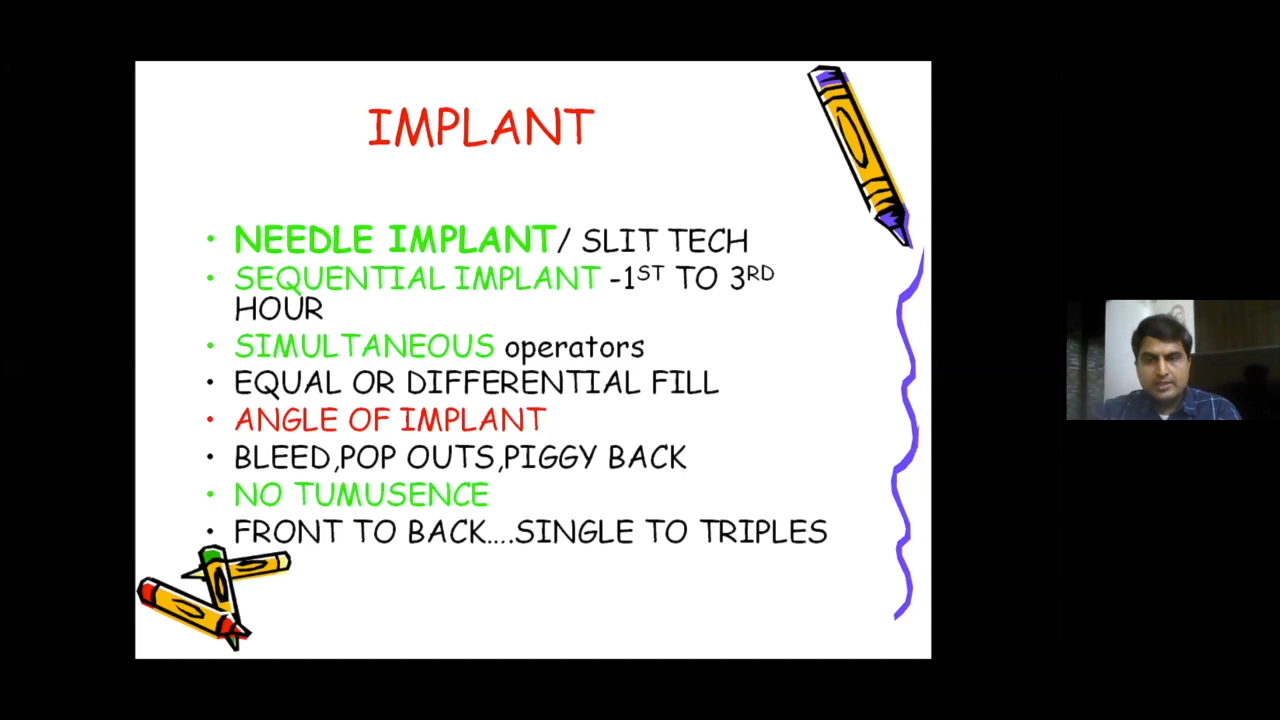 IMPLANT
• NEEDLE IMPLANT/ SLIT TECH
• SEQUENTIAL IMPLANT -1ST TO 3RD
HOUR
• SIMULTANEOUS operators
• EQUAL OR DIFFERENTIAL FILL
• ANGLE OF IMPLANT
• BLEED,POP OUTS,PIGGY BACK
• NO TUMUSENCE
• FRONT TO BACK....SINGLE TO TRIPLES